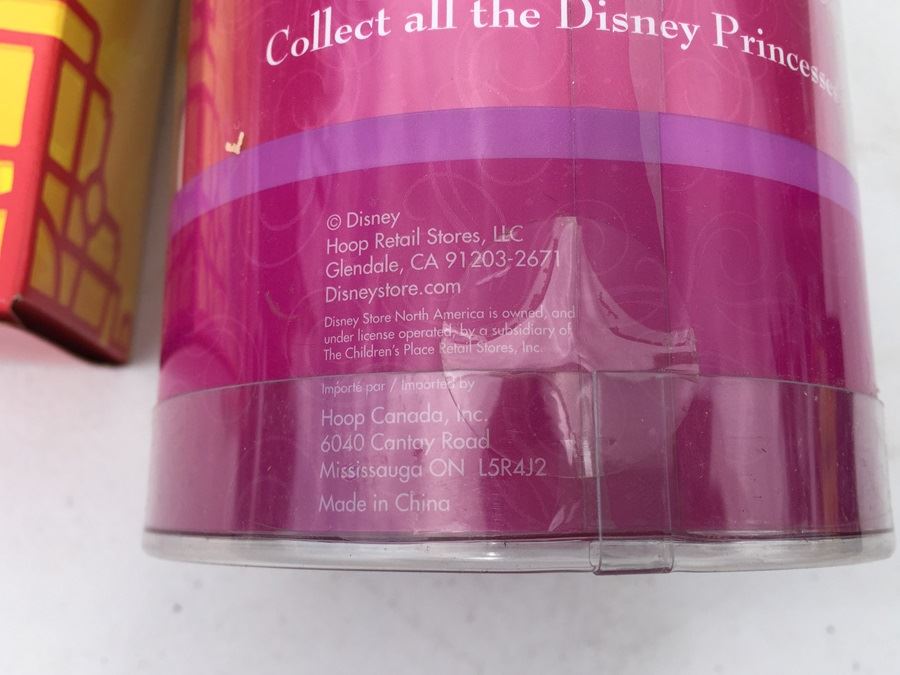 Collect all the Disney Princesses
© Disney
Hoop Retail Stores, LLC
Glendale, CA 91203-2671
Disneystore.com
Disney Store North America is owned, and
under license operated, by a subsidiary of
The Children's Place Retail Stores, Inc.
Importé par / Imported by
Hoop Canada, Inc.
6040 Cantay Road
Mississauga ON L5R4J2
Made in China